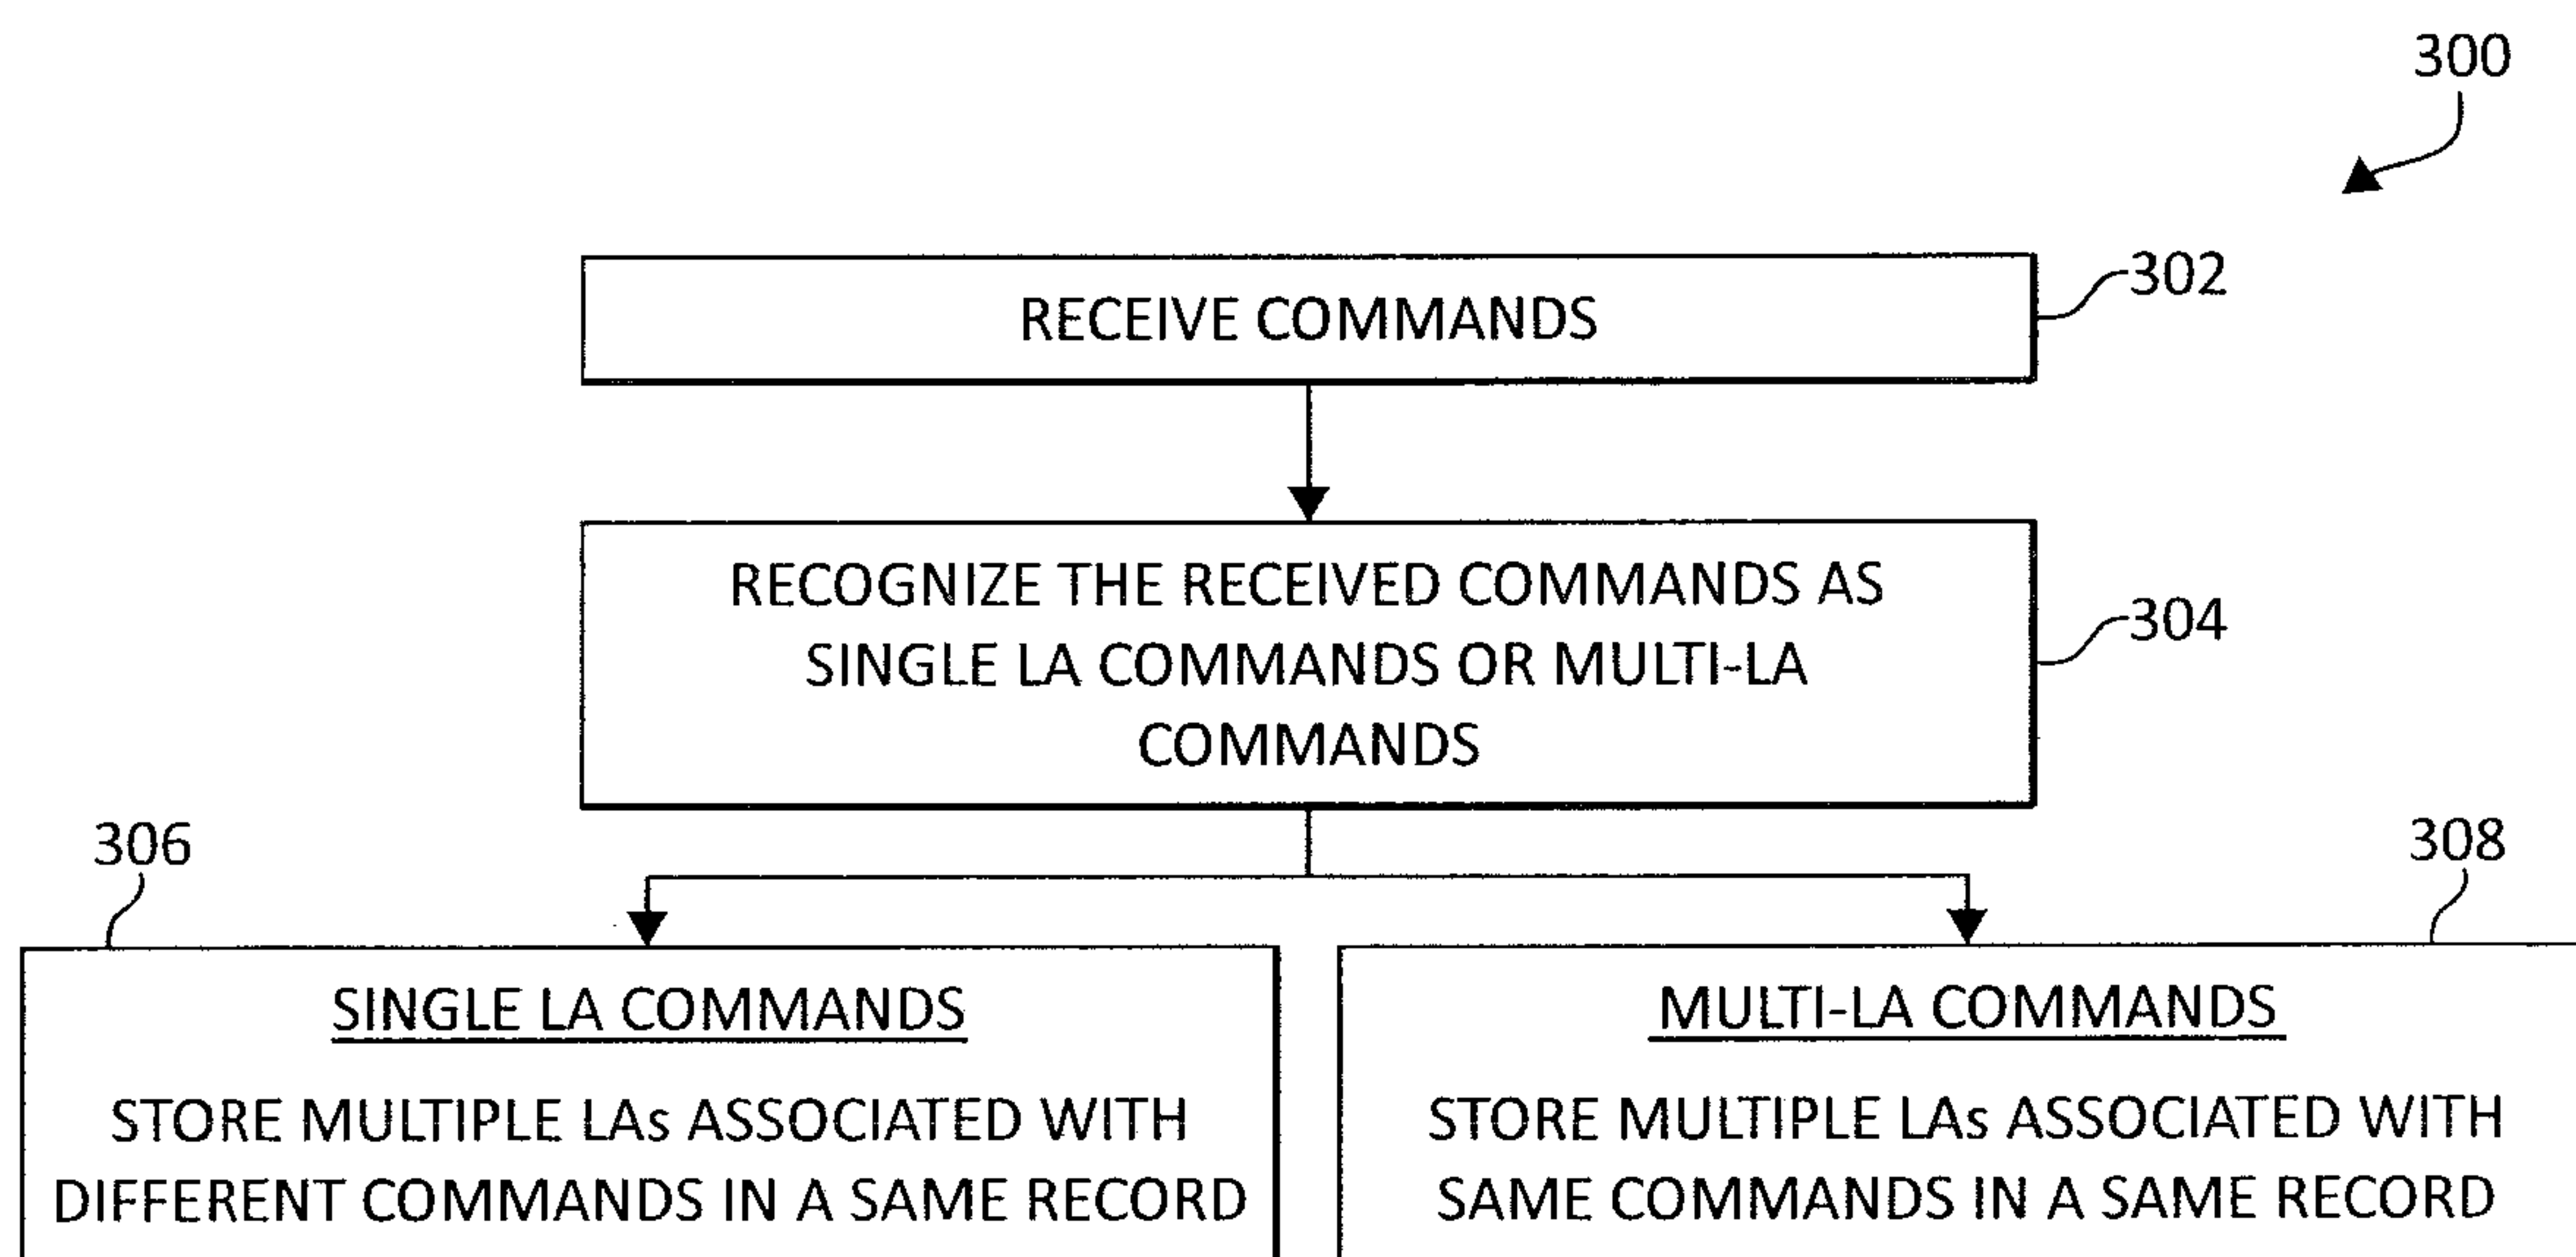 300
RECEIVE COMMANDS
302
RECOGNIZE THE RECEIVED COMMANDS AS
SINGLE LA COMMANDS OR MULTI-LA
COMMANDS
304
306
308
SINGLE LA COMMANDS
STORE MULTIPLE LAs ASSOCIATED WITH
DIFFERENT COMMANDS IN A SAME RECORD
MULTI-LA COMMANDS
STORE MULTIPLE LAs ASSOCIATED WITH
SAME COMMANDS IN A SAME RECORD